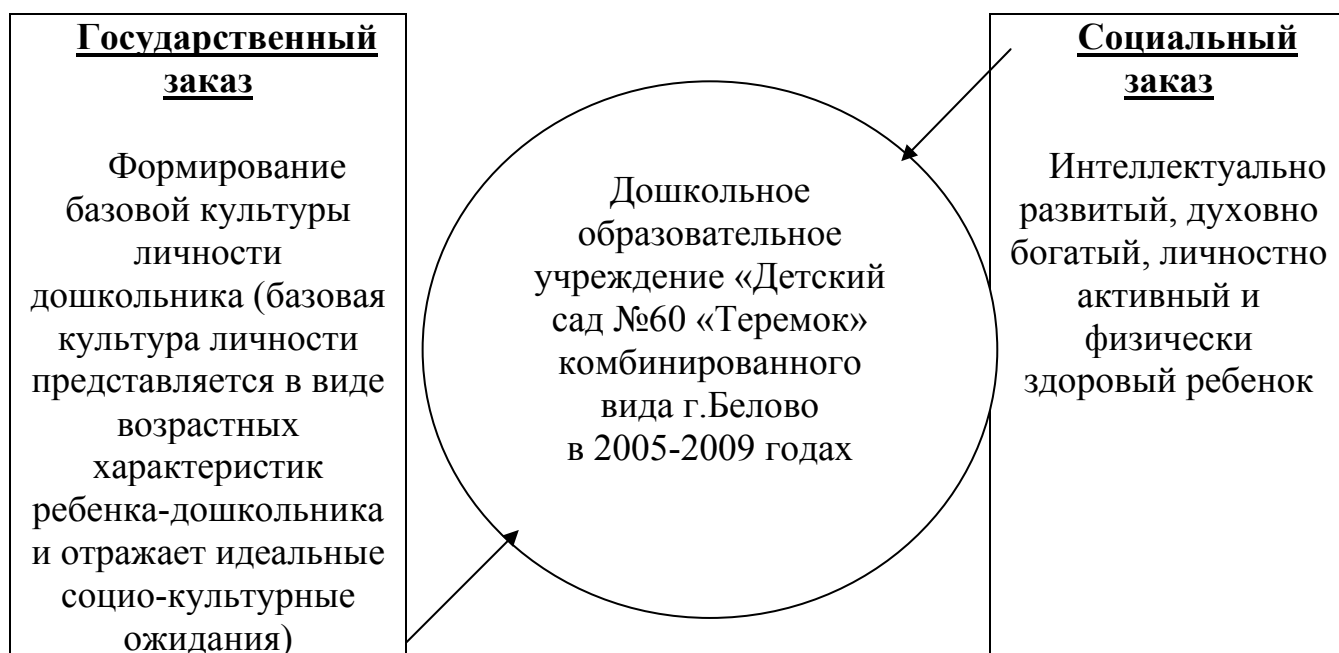 Государственный
заказ
Формирование
базовой культуры
личности
дошкольника (базовая
культура личности
представляется в виде
возрастных
характеристик
ребенка-дошкольника
и отражает идеальные
социо-культурные
ожидания)
Дошкольное
образовательное
учреждение «Детский
сад №60 «Теремок»
комбинированного
вида г.Белово
в 2005-2009 годах
Социальный
заказ
Интеллектуально
развитый, духовно
богатый, личностно
активный и
физически
здоровый ребенок